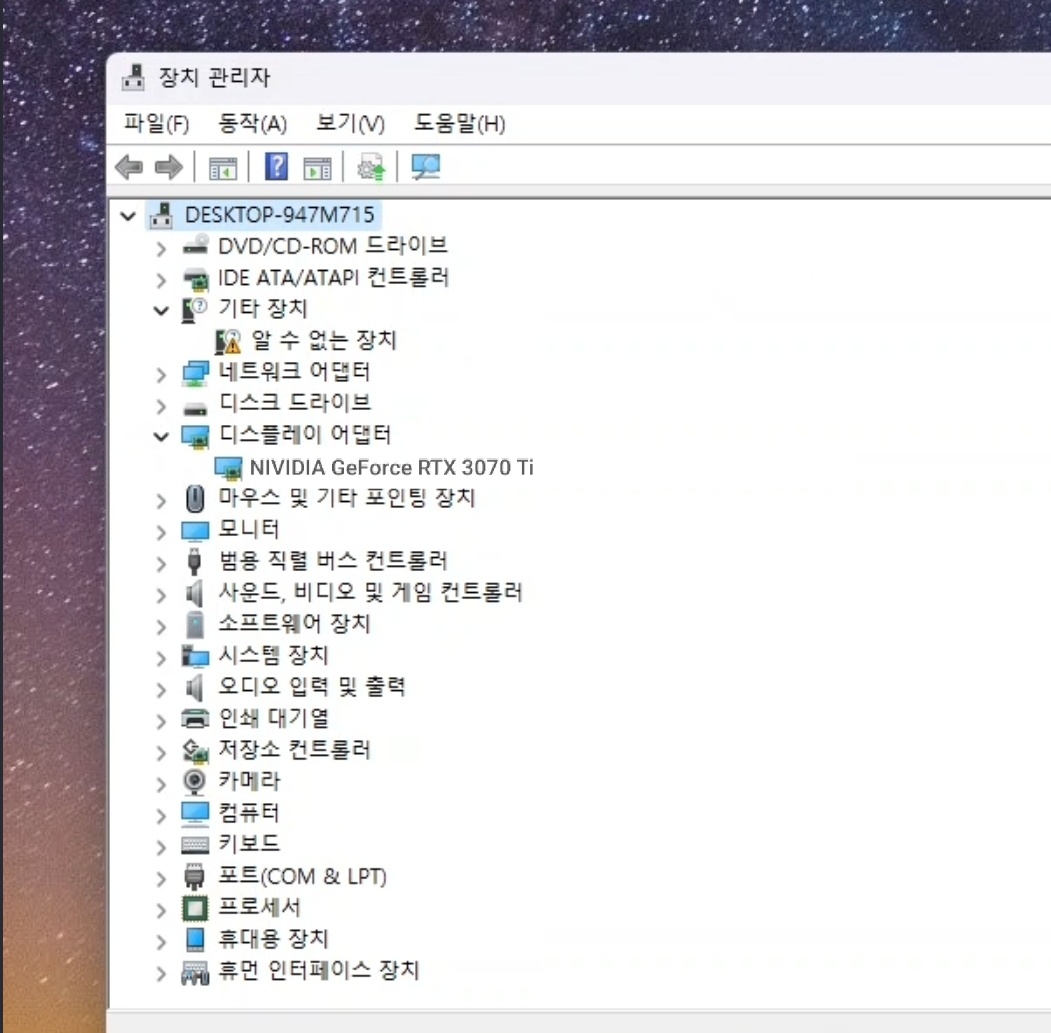 장치 관리자
파일(F) 동작(A) 보기(V) 도움말(H)
DESKTOP-947M715
DVD/CD-ROM 드라이브
IDE ATA/ATAPI 컨트롤러
기타 장치
알 수 없는 장치
네트워크 어댑터
디스크 드라이브
디스플레이 어댑터
NIVIDIA GeForce RTX 3070 Ti
마우스 및 기타 포인팅 장치
모니터
범용 직렬 버스 컨트롤러
사운드, 비디오 및 게임 컨트롤러
소프트웨어 장치
시스템 장치
오디오 입력 및 출력
인쇄 대기열
저장소 컨트롤러
카메라
컴퓨터
키보드
포트(COM & LPT)
프로세서
휴대용 장치
휴먼 인터페이스 장치